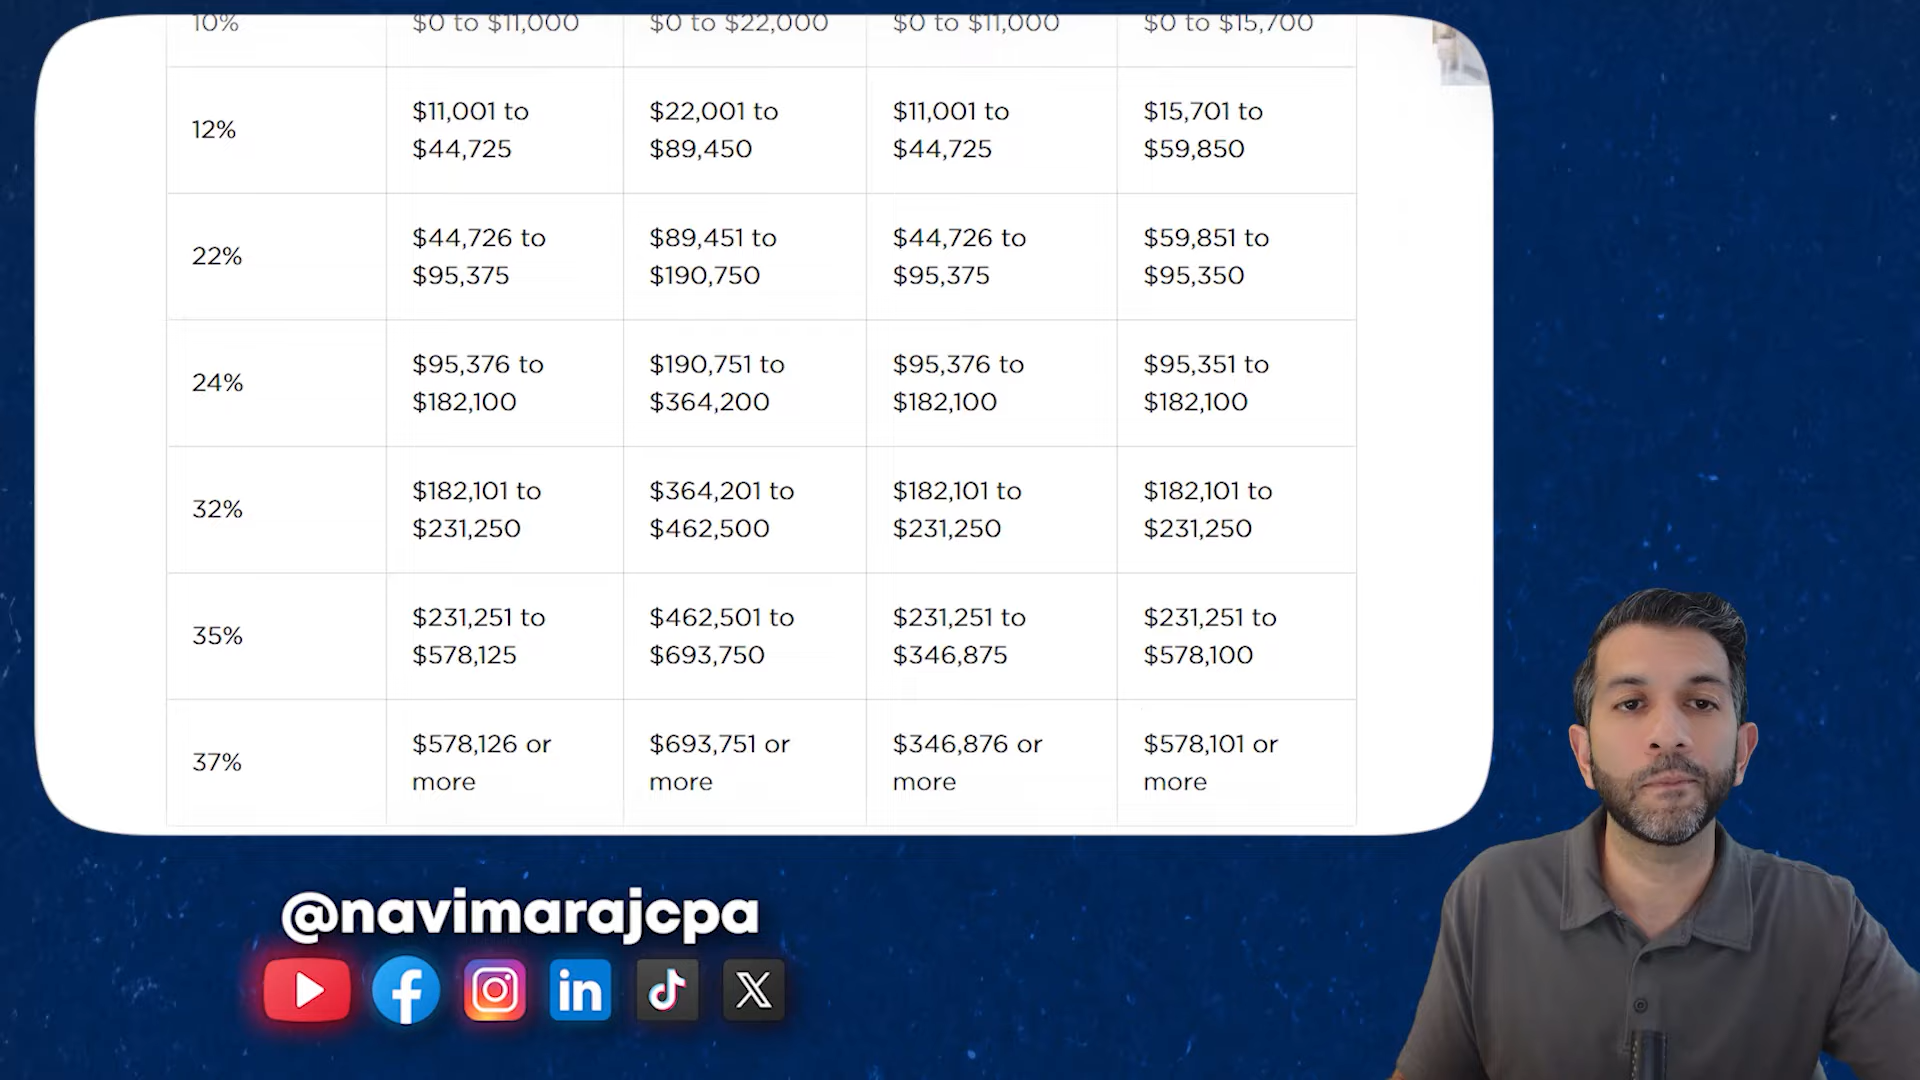 10% $0 to $11,000 $0 to $22,000 $0 to $11,000 $0 to $15,700
12% $11,001 to $44,725 $22,001 to $89,450 $11,001 to $44,725 $15,701 to $59,850
22% $44,726 to $95,375 $89,451 to $190,750 $44,726 to $95,375 $59,851 to $95,350
24% $95,376 to $182,100 $190,751 to $364,200 $95,376 to $182,100 $95,351 to $182,100
32% $182,101 to $231,250 $364,201 to $462,500 $182,101 to $231,250 $182,101 to $231,250
35% $231,251 to $578,125 $462,501 to $693,750 $231,251 to $346,875 $231,251 to $578,100
37% $578,126 or more $693,751 or more $346,876 or more $578,101 or more
@navimarajcpa